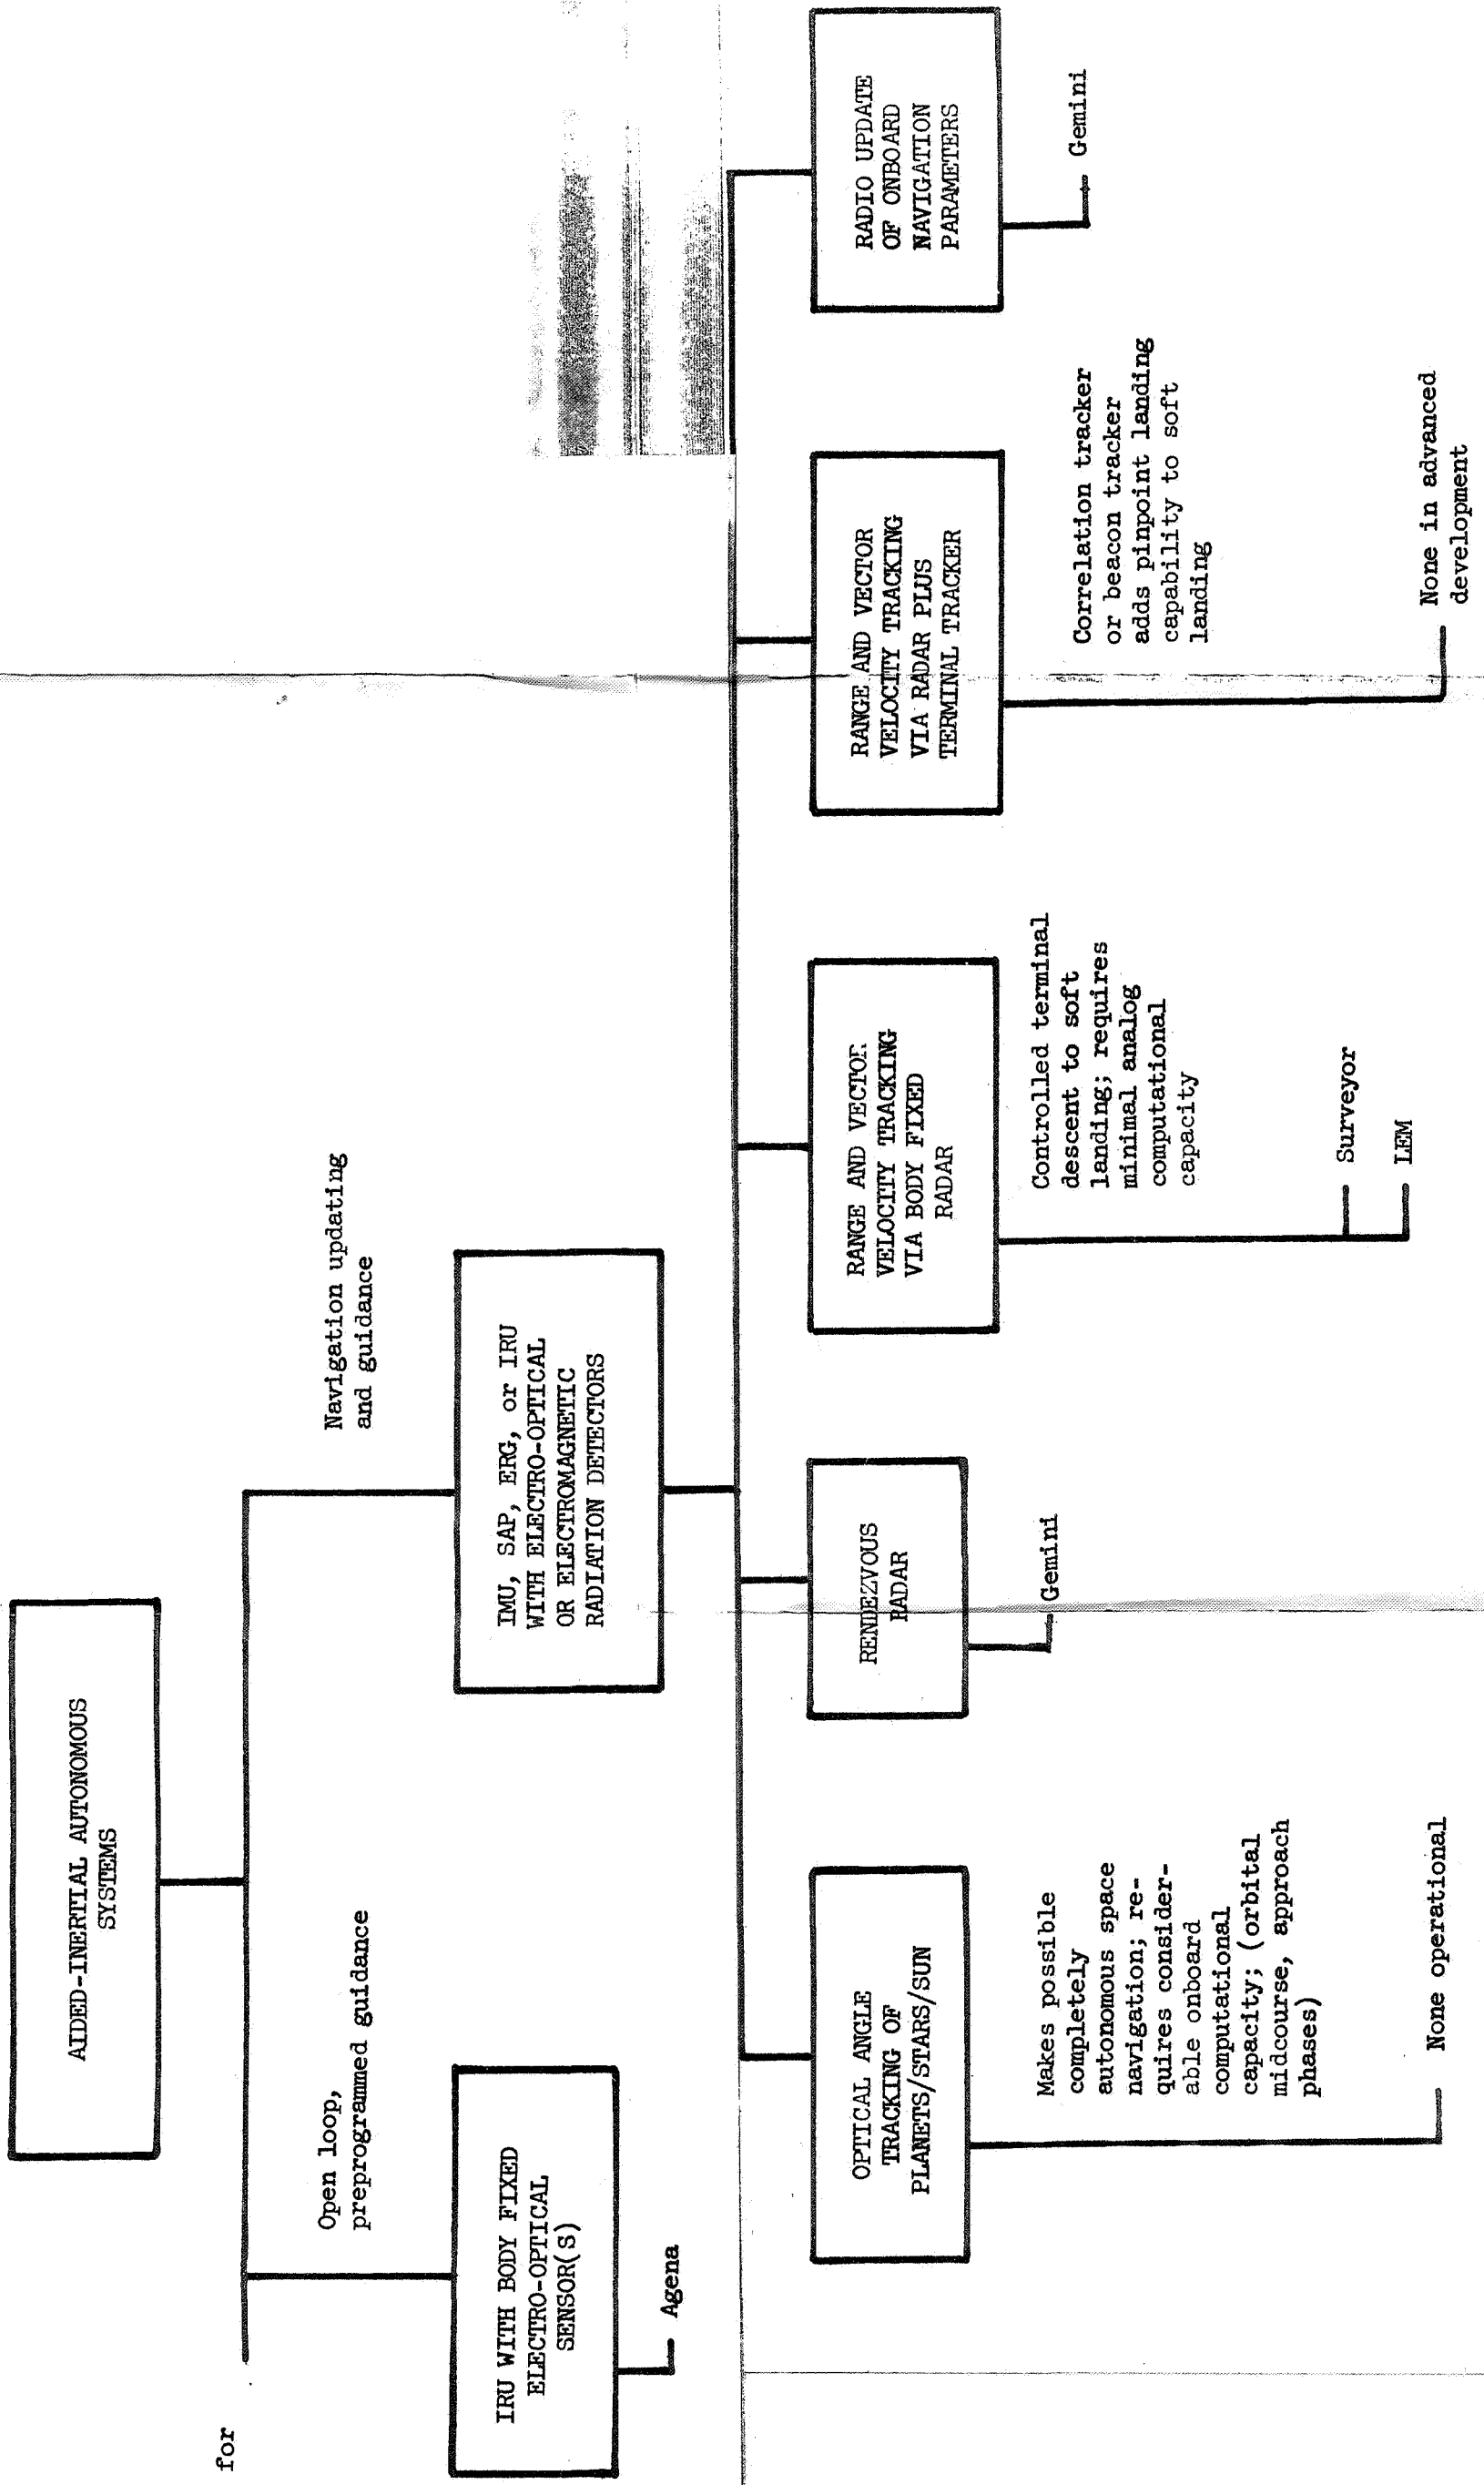 AIDED-INERTIAL AUTONOMOUS
SYSTEMS
for
Open loop,
preprogrammed guidance
Navigation updating
and guidance
IRU WITH BODY FIXED
ELECTRO-OPTICAL
SENSOR(S)
Agena
IMU, SAP, ERG, or IRU
WITH ELECTRO-OPTICAL
OR ELECTROMAGNETIC
RADIATION DETECTORS
OPTICAL ANGLE
TRACKING OF
PLANETS/STARS/SUN
Makes possible
completely
autonomous space
navigation; re-
quires consider-
able onboard
computational
capacity; (orbital
midcourse, approach
phases)
None operational
RENDEZVOUS
RADAR
Gemini
RANGE AND VECTOR
VELOCITY TRACKING
VIA BODY FIXED
RADAR
Controlled terminal
descent to soft
landing; requires
minimal analog
computational
capacity
Surveyor
LEM
RANGE AND VECTOR
VELOCITY TRACKING
VIA RADAR PLUS
TERMINAL TRACKER
Correlation tracker
or beacon tracker
adds pinpoint landing
capability to soft
landing
None in advanced
development
RADIO UPDATE
OF ONBOARD
NAVIGATION
PARAMETERS
Gemini